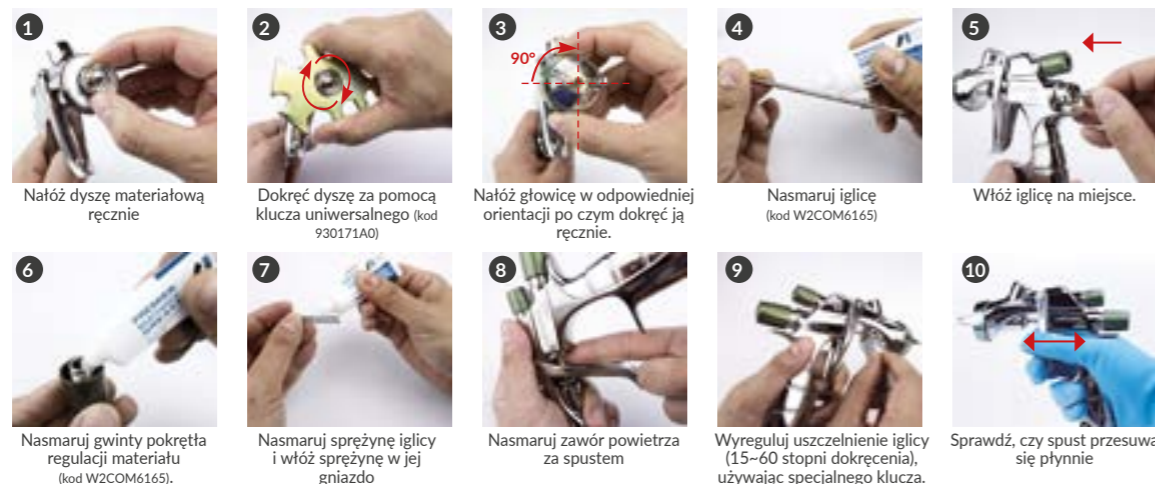 1
Nałóż dyszę materiałową
ręcznie
2
Dokręć dyszę za pomocą
klucza uniwersalnego (kod
930171A0)
3
90°
Nałóż głowicę w odpowiedniej
orientacji po czym dokręć ją
ręcznie.
4
Nasmaruj iglicę
(kod W2COM6165)
5
Włóż iglicę na miejsce.
6
Nasmaruj gwinty pokrętła
regulacji materiału
(kod W2COM6165).
7
Nasmaruj sprężynę iglicy
i włóż sprężynę w jej
gniazdo
8
Nasmaruj zawór powietrza
za spustem
9
Wyreguluj uszczelnienie iglicy
(15~60 stopni dokręcenia),
używając specjalnego klucza.
10
Sprawdź, czy spust przesuwa
się płynnie